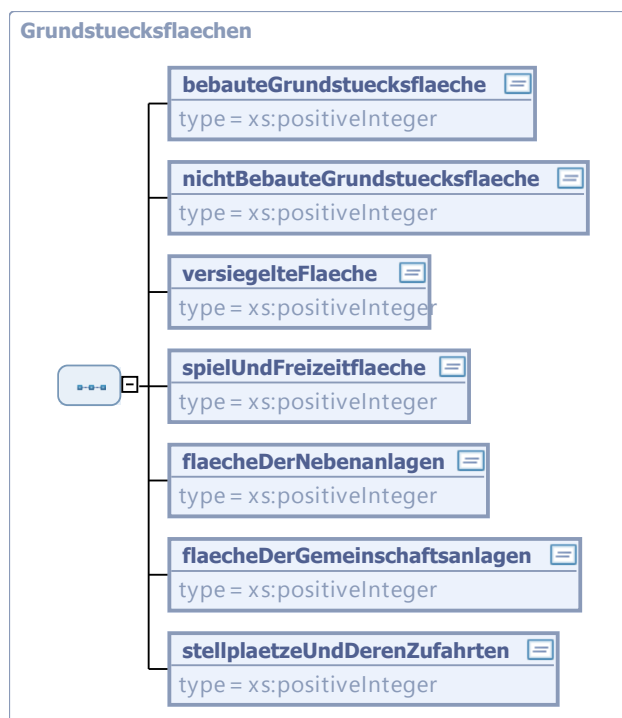 Grundstuecksflaechen
bebauteGrundstuecksflaeche
type = xs:positiveInteger
nichtBebauteGrundstuecksflaeche
type = xs:positiveInteger
versiegelteFlaeche
type = xs:positiveInteger
spielUndFreizeitflaeche
type = xs:positiveInteger
flaecheDerNebenanlagen
type = xs:positiveInteger
flaecheDerGemeinschaftsanlagen
type = xs:positiveInteger
stellplaetzeUndDerenZufahrten
type = xs:positiveInteger